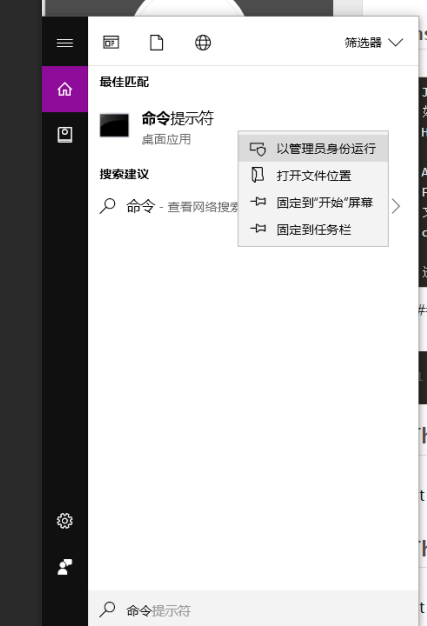 筛选器
最佳匹配
命令提示符
桌面应用
以管理员身份运行
打开文件位置
固定到"开始"屏幕
固定到任务栏
搜索建议
命令 - 查看网络搜索
命令提示符